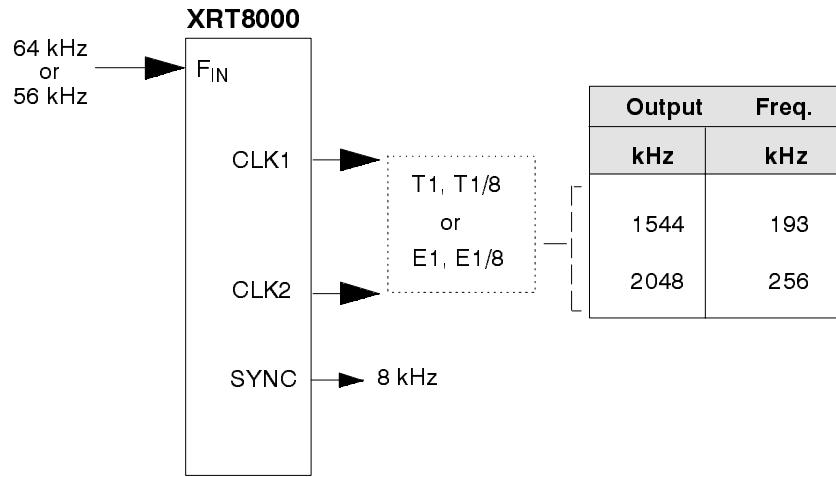 XRT8000
64 kHz
or
56 kHz
FIN
CLK1
CLK2
SYNC
8 kHz
T1, T1/8
or
E1, E1/8
Output Freq.
kHz kHz
1544 193
2048 256